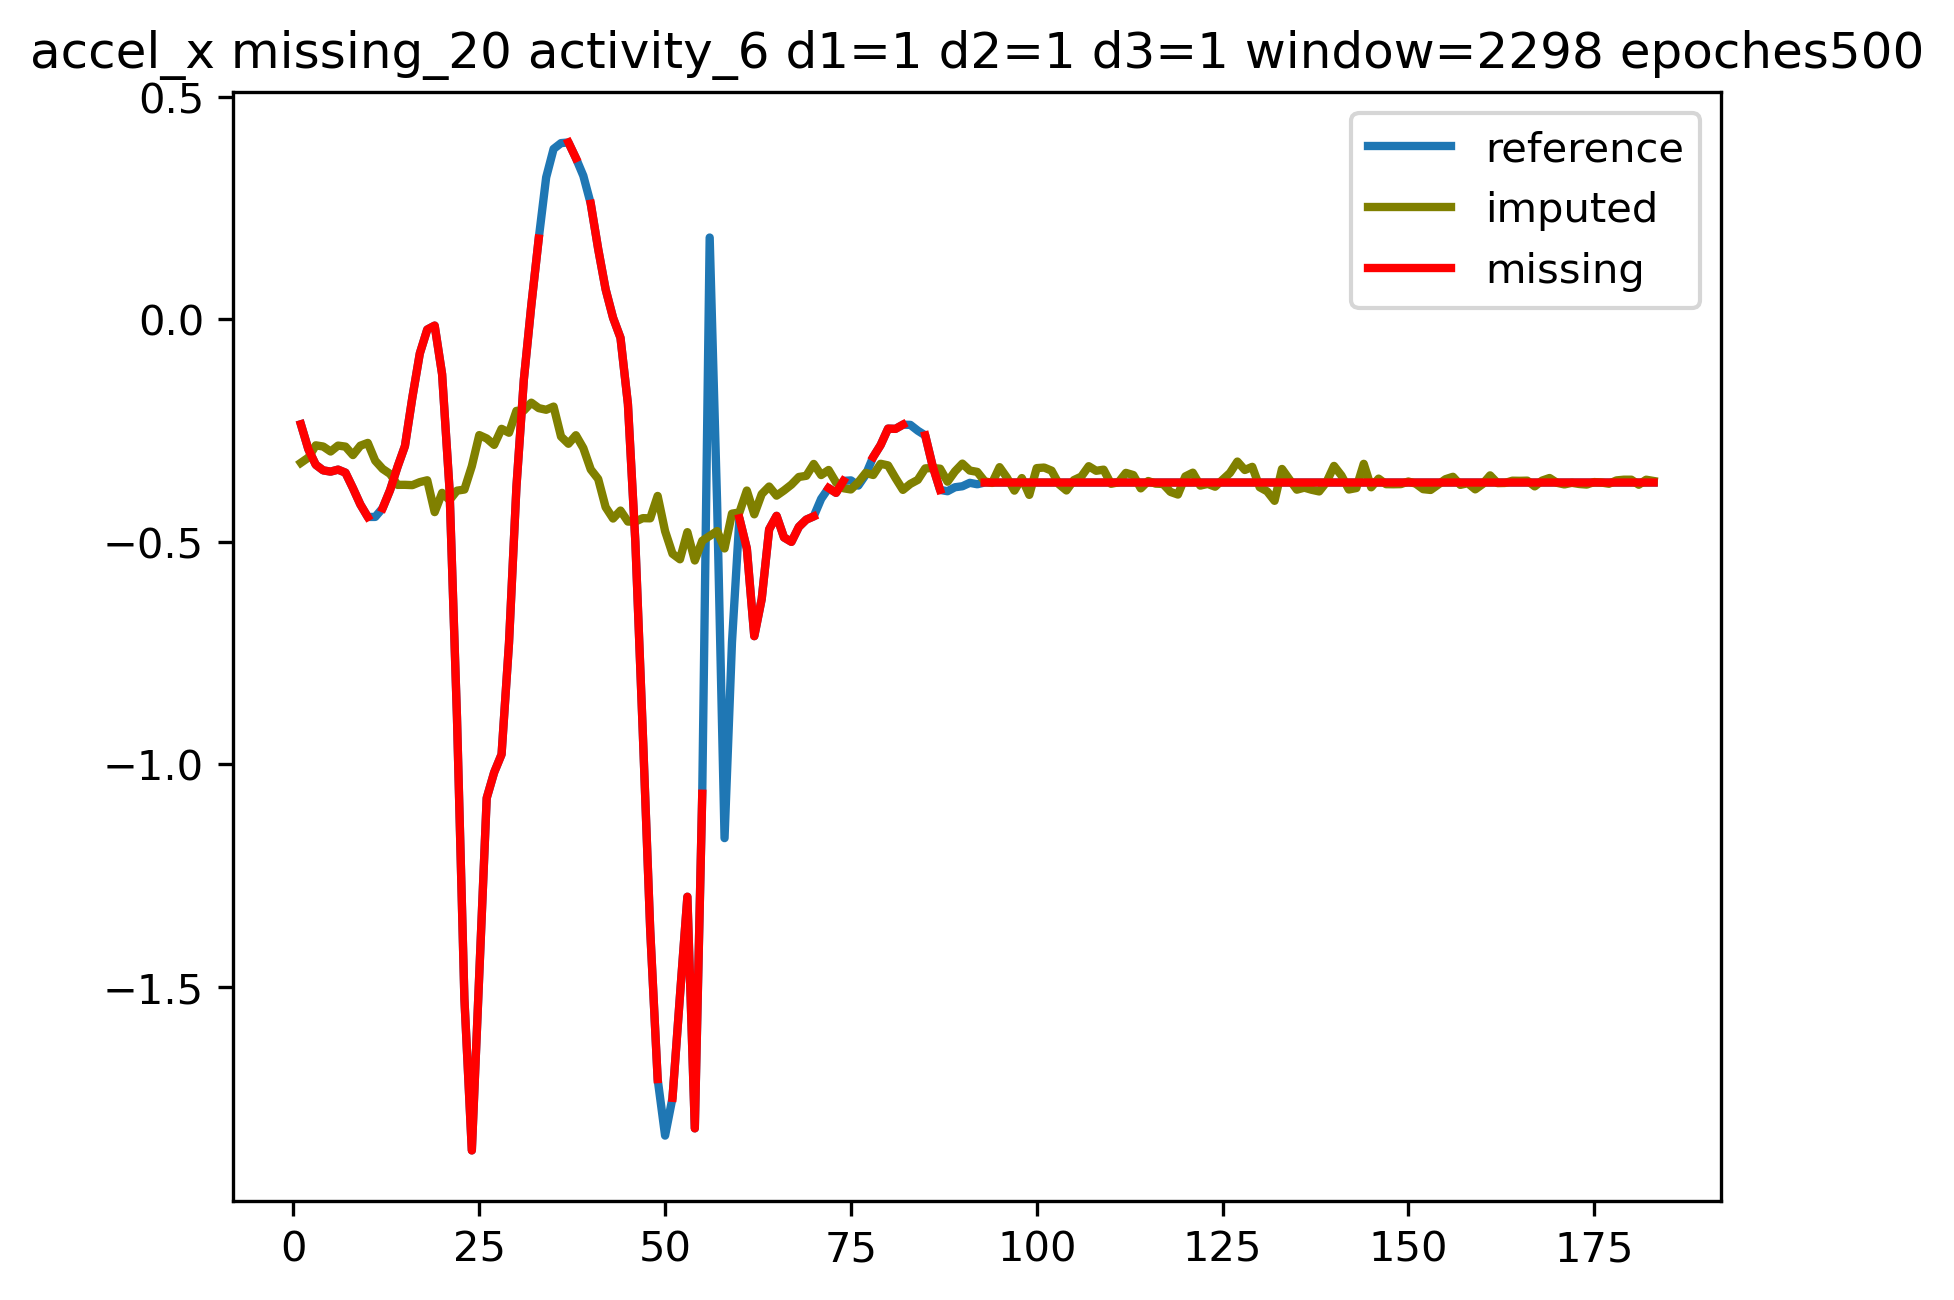 accel_x missing_20 activity_6 d1=1 d2=1 d3=1 window=2298 epoches500
reference
imputed
missing
0.5
0.0
−0.5
−1.0
−1.5
0 25 50 75 100 125 150 175